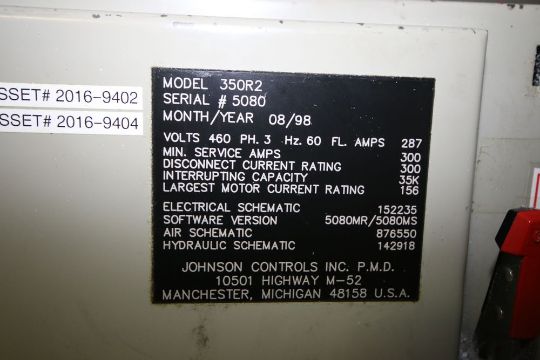 SSET# 2016-9402
SSET# 2016-9404
MODEL 350R2
SERIAL # 5080
MONTH/YEAR 08/98
VOLTS 460 PH. 3 Hz. 60 FL. AMPS 287
MIN. SERVICE AMPS 300
DISCONNECT CURRENT RATING 300
INTERRUPTING CAPACITY 35K
LARGEST MOTOR CURRENT RATING 156
ELECTRICAL SCHEMATIC 152235
SOFTWARE VERSION 5080MR/5080MS
AIR SCHEMATIC 876550
HYDRAULIC SCHEMATIC 142918
JOHNSON CONTROLS INC. P.M.D.
10501 HIGHWAY M-52
MANCHESTER, MICHIGAN 48158 U.S.A.